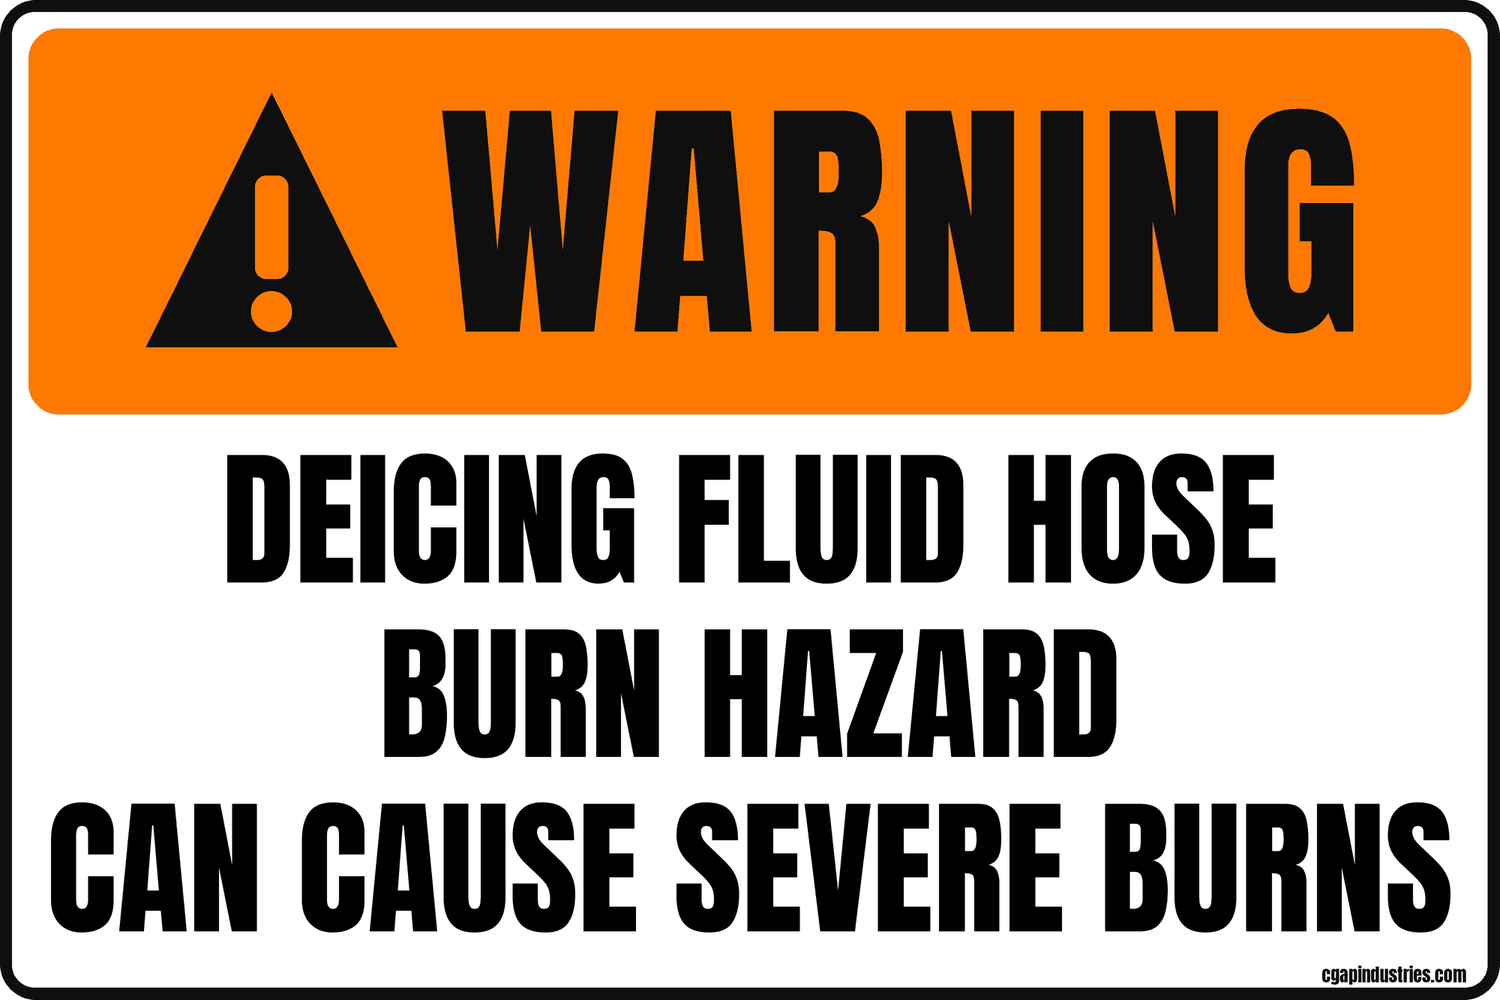 WARNING
DEICING FLUID HOSE
BURN HAZARD
CAN CAUSE SEVERE BURNS
cgapindustries.com